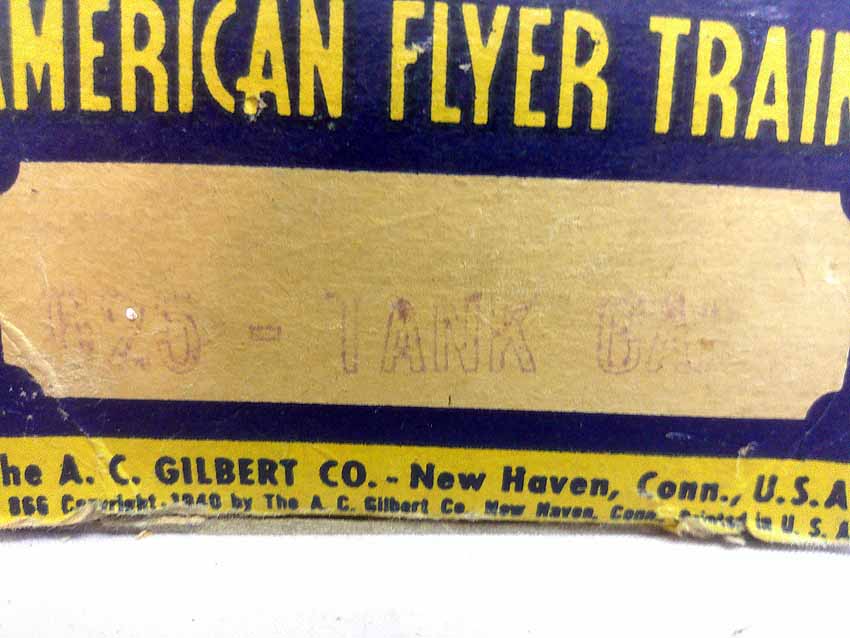 AMERICAN FLYER TRAIN
625 - TANK CA
The A. C. GILBERT CO. - New Haven, Conn., U.S.A
866 Copyright 1940 by The A. C. Gilbert Co. New Haven, Conn. Printed in U. S. A